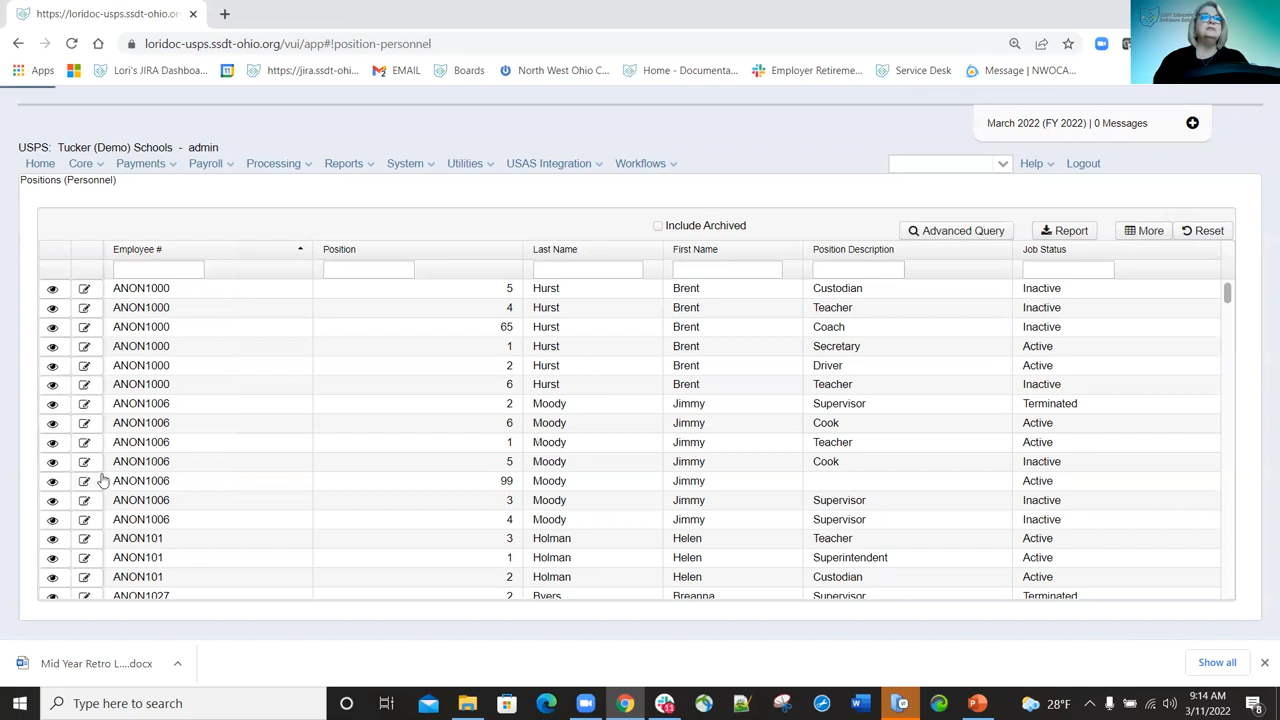 https://loridoc-usps.ssdt-ohio.o
loridoc-usps.ssdt-ohio.org/vui/app#!position-personnel
Apps Lori's JIRA Dashboa... https://jira.ssdt-ohi... EMAIL Boards North West Ohio C... Home - Documenta... Employer Retireme... Service Desk Message | NWOCA...
March 2022 (FY 2022) | 0 Messages
USPS: Tucker (Demo) Schools - admin
Home Core Payments Payroll Processing Reports System Utilities USAS Integration Workflows Help Logout
Positions (Personnel)
Include Archived Advanced Query Report More Reset
Employee # Position Last Name First Name Position Description Job Status
ANON1000 5 Hurst Brent Custodian Inactive
ANON1000 4 Hurst Brent Teacher Inactive
ANON1000 65 Hurst Brent Coach Inactive
ANON1000 1 Hurst Brent Secretary Active
ANON1000 2 Hurst Brent Driver Active
ANON1000 6 Hurst Brent Teacher Inactive
ANON1006 2 Moody Jimmy Supervisor Terminated
ANON1006 6 Moody Jimmy Cook Active
ANON1006 1 Moody Jimmy Teacher Active
ANON1006 5 Moody Jimmy Cook Inactive
ANON1006 99 Moody Jimmy Active
ANON1006 3 Moody Jimmy Supervisor Inactive
ANON1006 4 Moody Jimmy Supervisor Inactive
ANON101 3 Holman Helen Teacher Active
ANON101 1 Holman Helen Superintendent Active
ANON101 2 Holman Helen Custodian Active
ANON1027 2 Byers Breanna Supervisor Terminated
Mid Year Retro L....docx Show all
Type here to search 28°F 9:14 AM
3/11/2022